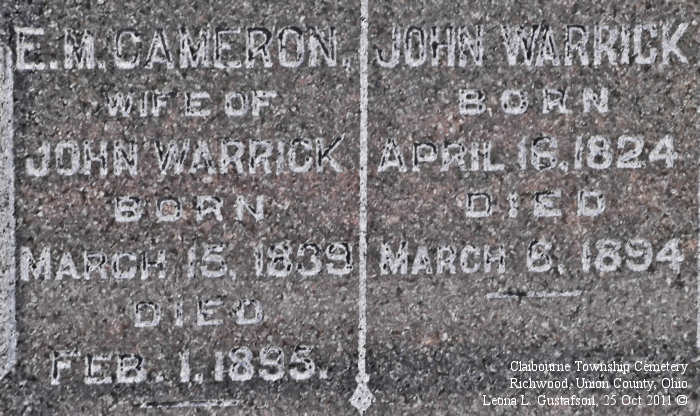 E.M. CAMERON,
WIFE OF
JOHN WARRICK
BORN
MARCH 15, 1839
DIED
FEB. 1, 1895.
JOHN WARRICK
BORN
APRIL 16, 1824
DIED
MARCH 6, 1894
Claibourne Township Cemetery
Richwood, Union County, Ohio
Leona L. Gustafson, 25 Oct 2011 ©